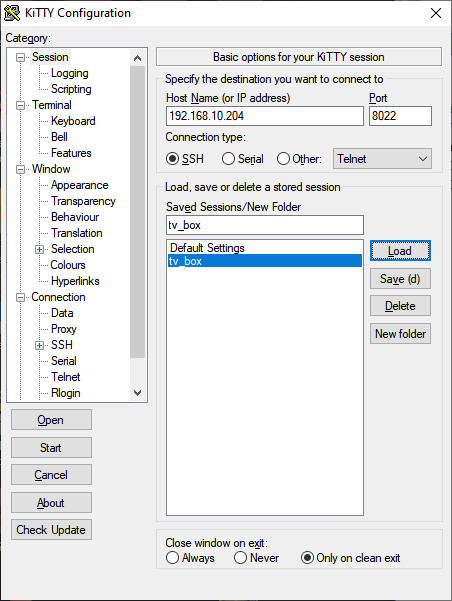 KiTTY Configuration
Category:
Session
Logging
Scripting
Terminal
Keyboard
Bell
Features
Window
Appearance
Transparency
Behaviour
Translation
Selection
Colours
Hyperlinks
Connection
Data
Proxy
SSH
Serial
Telnet
Rlogin
Open
Start
Cancel
About
Check Update
Basic options for your KiTTY session
Specify the destination you want to connect to
Host Name (or IP address) Port
192.168.10.204 8022
Connection type:
SSH Serial Other: Telnet
Load, save or delete a stored session
Saved Sessions/New Folder
tv_box
Default Settings
tv_box
Load
Save (d)
Delete
New folder
Close window on exit:
Always Never Only on clean exit